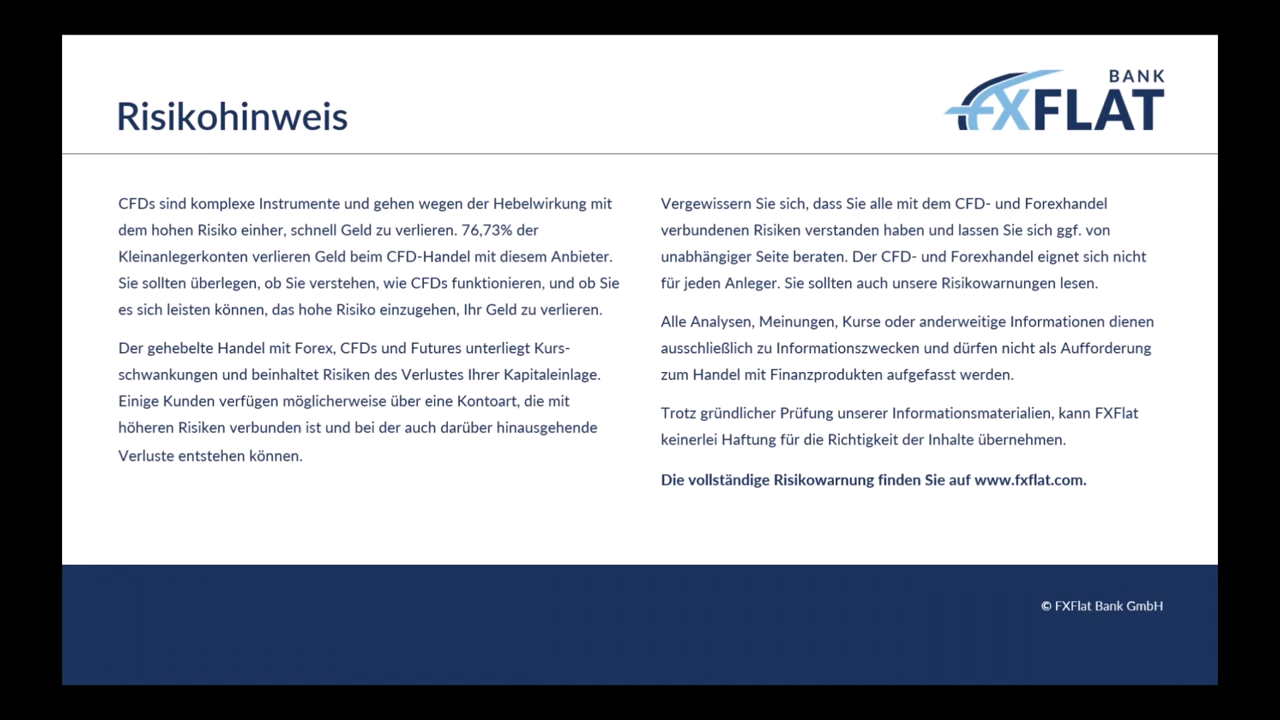 Risikohinweis
BANK
FXFLAT
CFDs sind komplexe Instrumente und gehen wegen der Hebelwirkung mit
dem hohen Risiko einher, schnell Geld zu verlieren. 76,73% der
Kleinanlegerkonten verlieren Geld beim CFD-Handel mit diesem Anbieter.
Sie sollten überlegen, ob Sie verstehen, wie CFDs funktionieren, und ob Sie
es sich leisten können, das hohe Risiko einzugehen, Ihr Geld zu verlieren.
Der gehebelte Handel mit Forex, CFDs und Futures unterliegt Kurs-
schwankungen und beinhaltet Risiken des Verlustes Ihrer Kapitaleinlage.
Einige Kunden verfügen möglicherweise über eine Kontoart, die mit
höheren Risiken verbunden ist und bei der auch darüber hinausgehende
Verluste entstehen können.
Vergewissern Sie sich, dass Sie alle mit dem CFD- und Forexhandel
verbundenen Risiken verstanden haben und lassen Sie sich ggf. von
unabhängiger Seite beraten. Der CFD- und Forexhandel eignet sich nicht
für jeden Anleger. Sie sollten auch unsere Risikowarnungen lesen.
Alle Analysen, Meinungen, Kurse oder anderweitige Informationen dienen
ausschließlich zu Informationszwecken und dürfen nicht als Aufforderung
zum Handel mit Finanzprodukten aufgefasst werden.
Trotz gründlicher Prüfung unserer Informationsmaterialien, kann FXFlat
keinerlei Haftung für die Richtigkeit der Inhalte übernehmen.
Die vollständige Risikowarnung finden Sie auf www.fxflat.com.
© FXFlat Bank GmbH